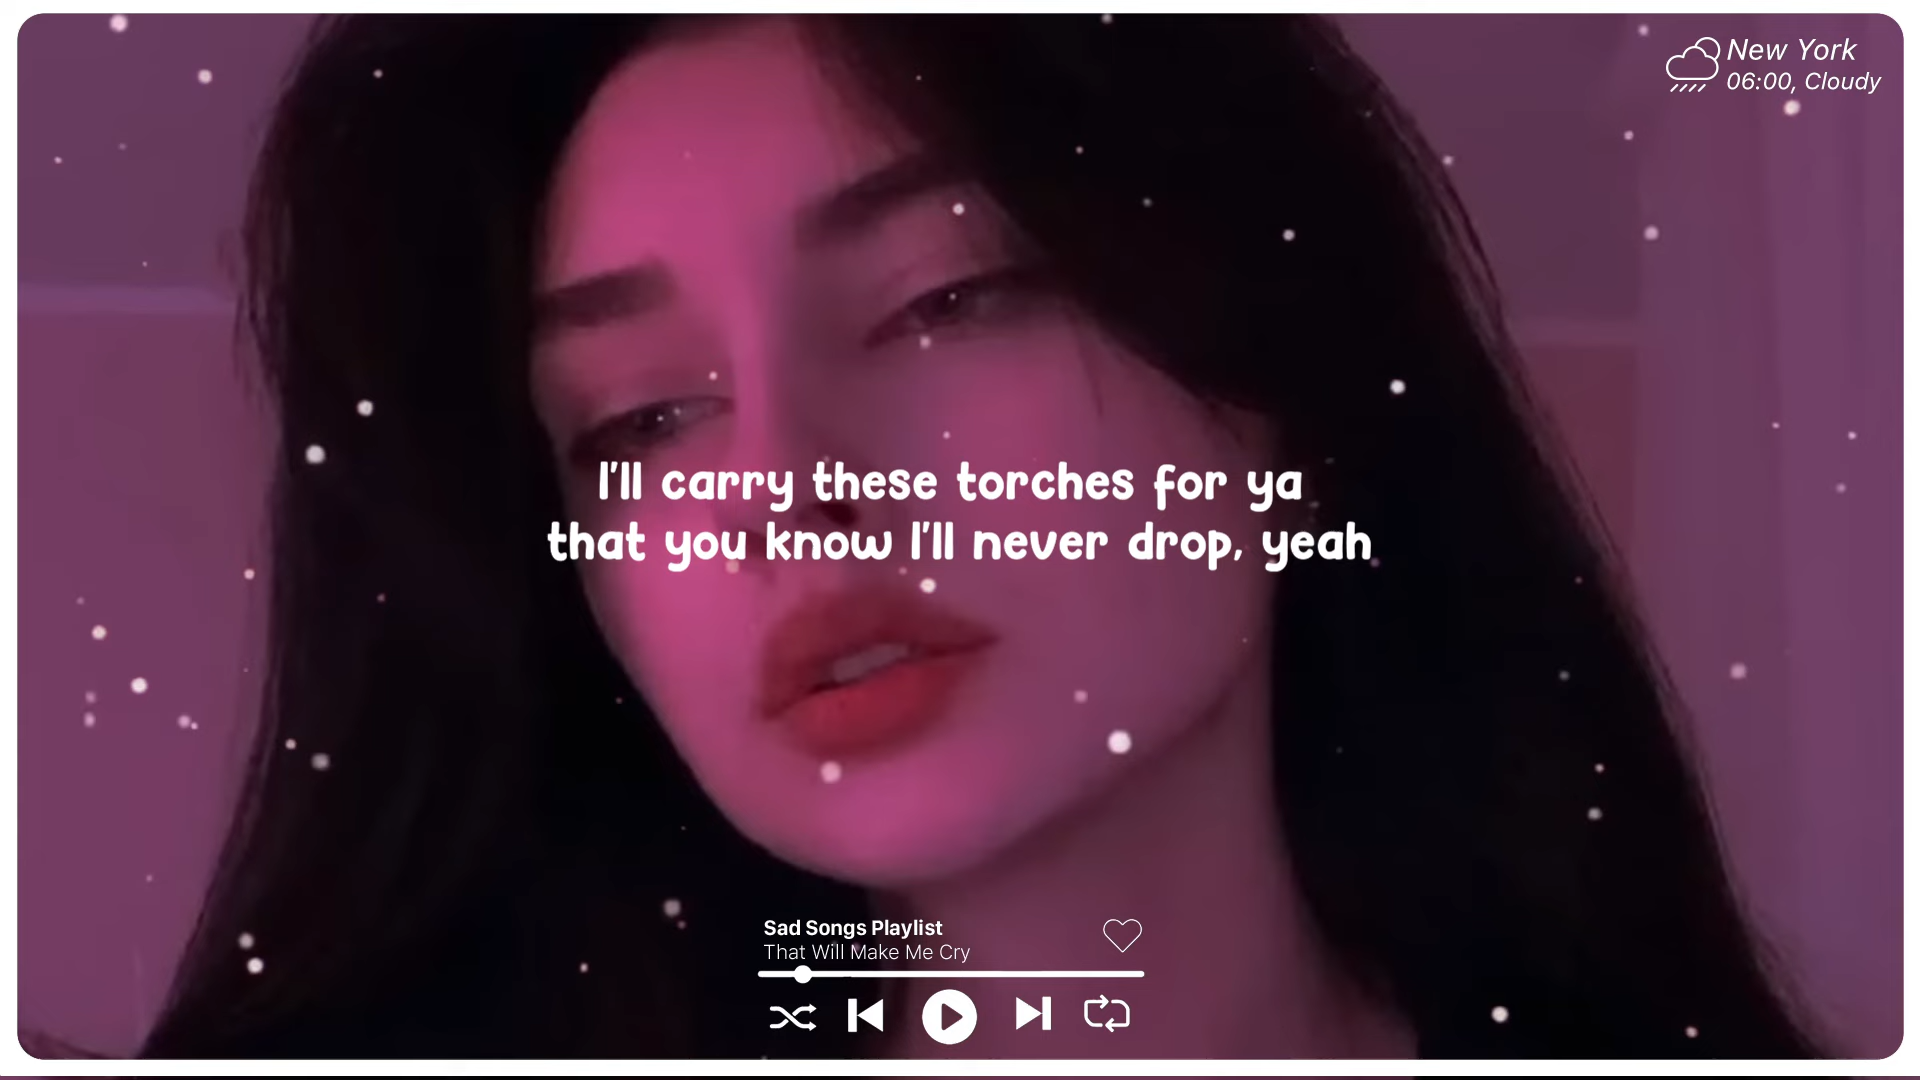 New York
06:00, Cloudy
I'll carry these torches for ya
that you know I'll never drop, yeah
Sad Songs Playlist
That Will Make Me Cry